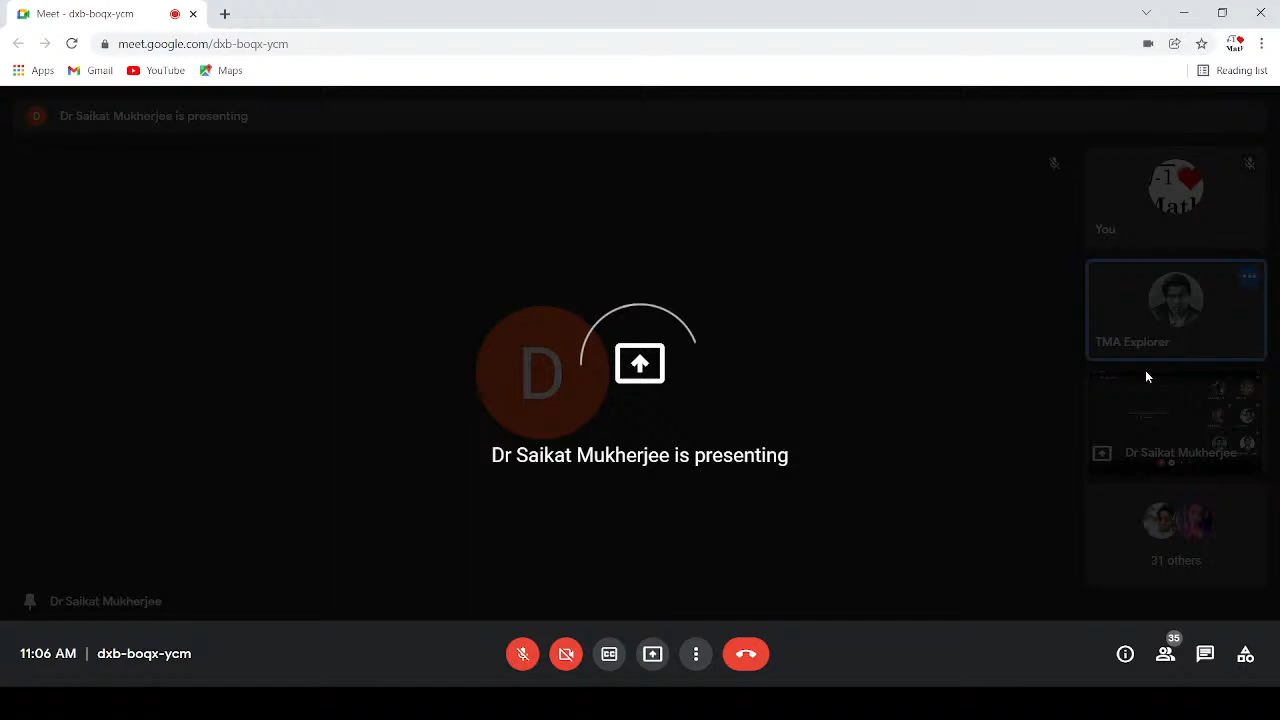 Meet - dxb-boqx-ycm
meet.google.com/dxb-boqx-ycm
Apps
Gmail
YouTube
Maps
Reading list
D
Dr Saikat Mukherjee is presenting
You
TMA Explorer
D
Dr Saikat Mukherjee is presenting
Dr Saikat Mukherjee
31 others
Dr Saikat Mukherjee
11:06 AM | dxb-boqx-ycm
CC
35